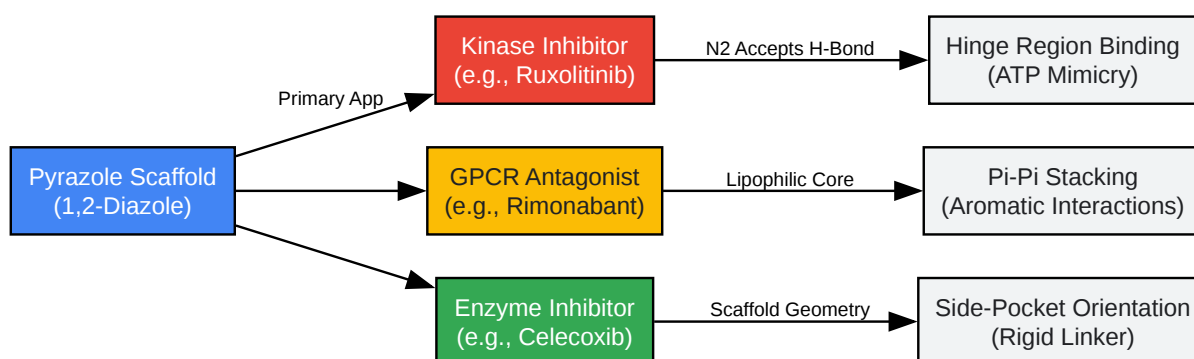 Kinase Inhibitor
(e.g., Ruxolitinib)
N2 Accepts H-Bond
Hinge Region Binding
(ATP Mimicry)
Primary App
Pyrazole Scaffold
(1,2-Diazole)
GPCR Antagonist
(e.g., Rimonabant)
Lipophilic Core
Pi-Pi Stacking
(Aromatic Interactions)
Enzyme Inhibitor
(e.g., Celecoxib)
Scaffold Geometry
Side-Pocket Orientation
(Rigid Linker)